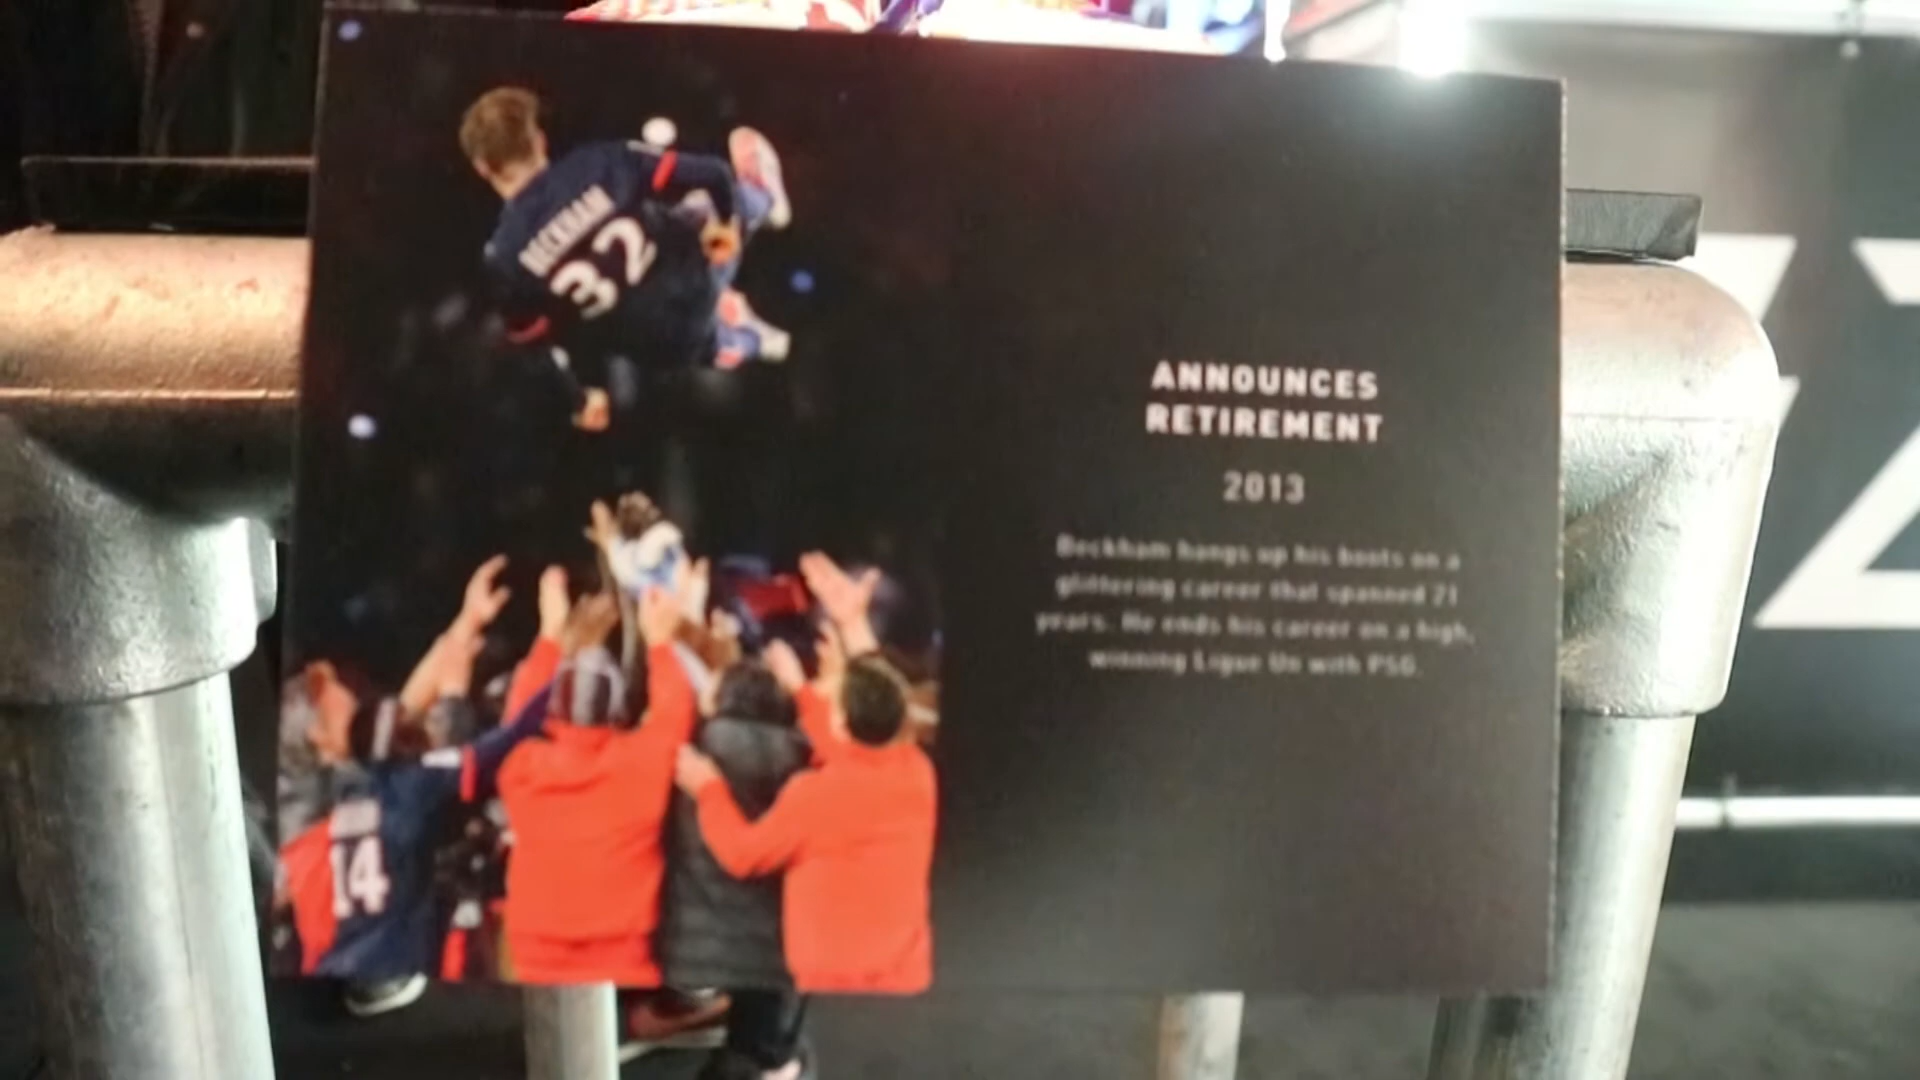 BECKHAM
32
14
ANNOUNCES
RETIREMENT
2013
Beckham hangs up his boots on a
glittering career that spanned 21
years. He ends his career on a high,
winning Ligue Un with PSG.